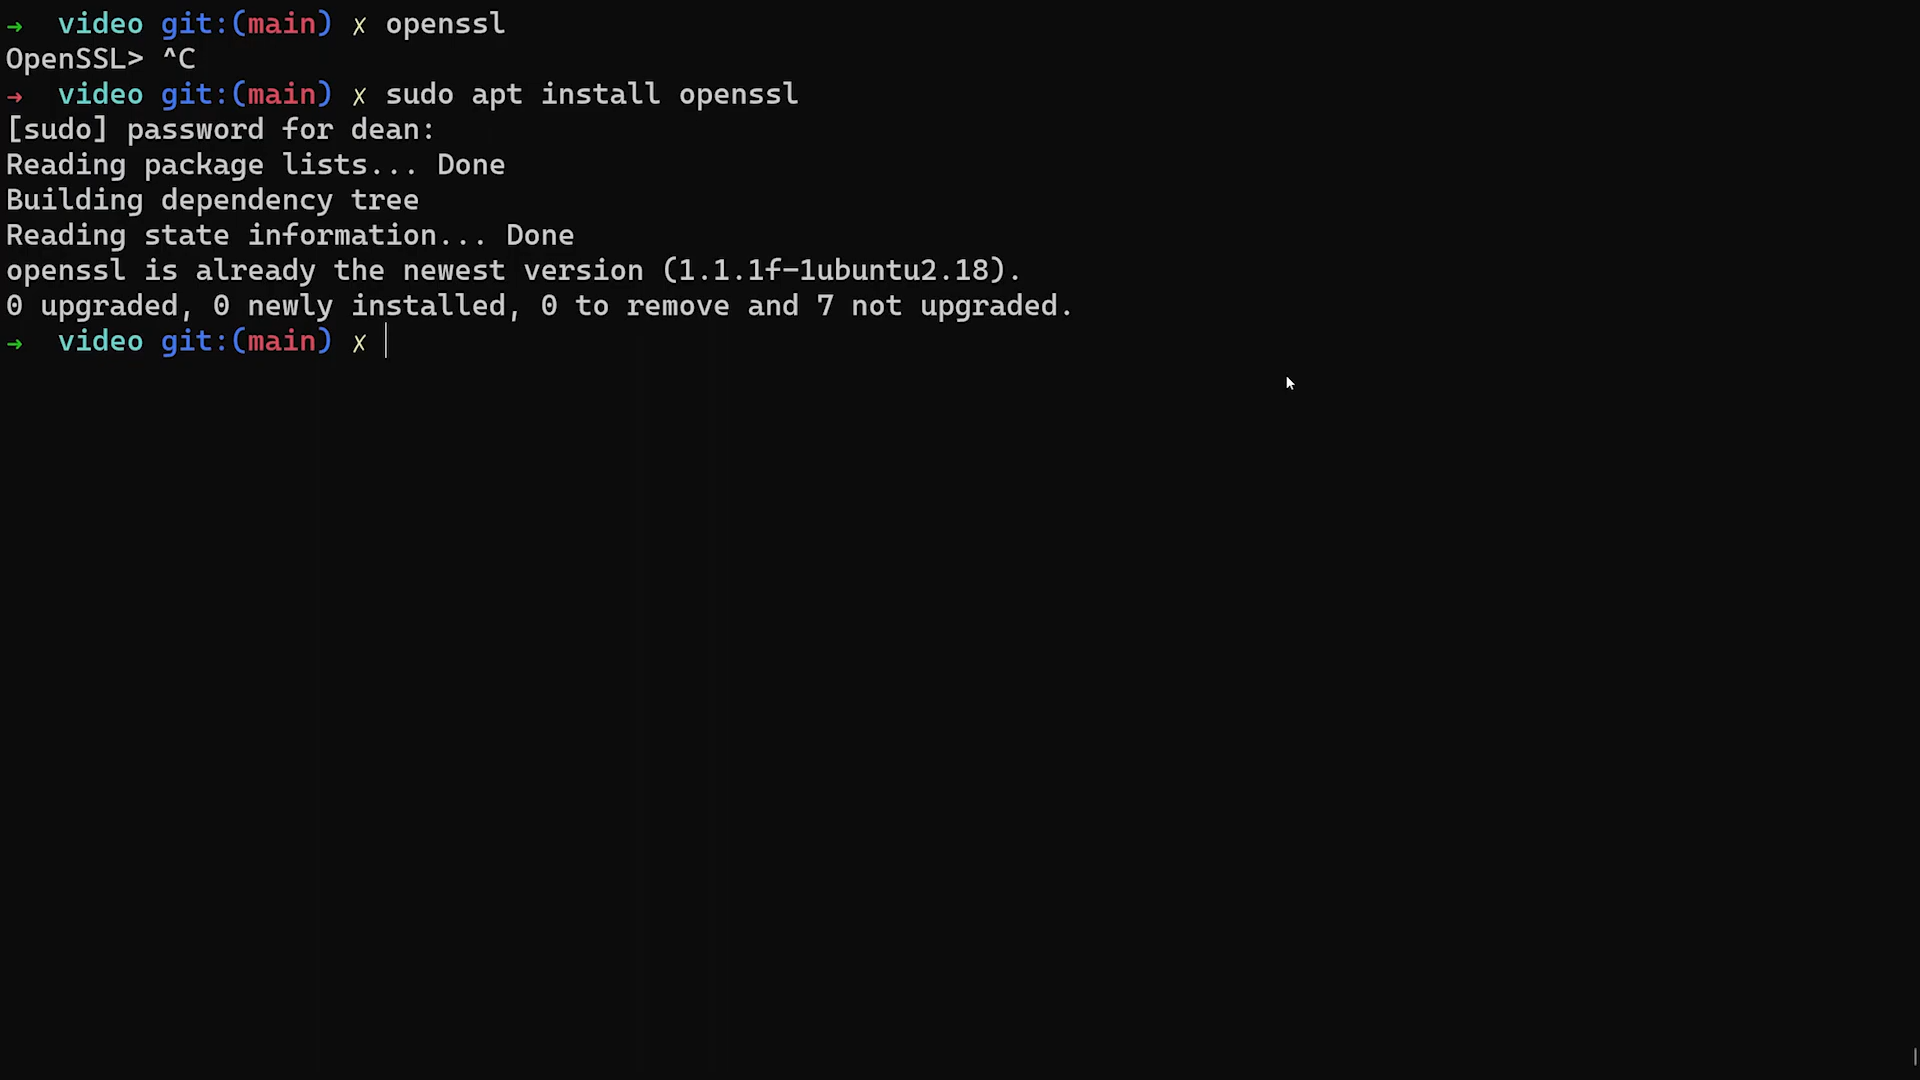 → video git:(main) ✗ openssl
OpenSSL> ^C
→ video git:(main) ✗ sudo apt install openssl
[sudo] password for dean:
Reading package lists... Done
Building dependency tree
Reading state information... Done
openssl is already the newest version (1.1.1f-1ubuntu2.18).
0 upgraded, 0 newly installed, 0 to remove and 7 not upgraded.
→ video git:(main) ✗